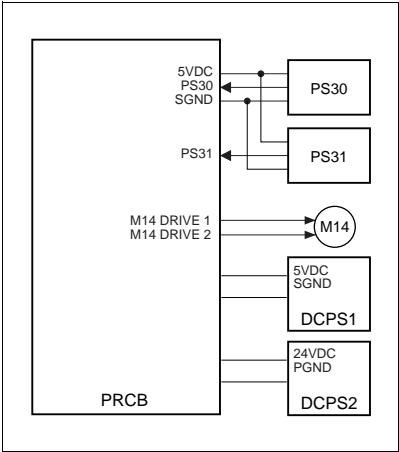 5VDC
PS30
SGND
PS30
PS31
PS31
M14 DRIVE 1
M14 DRIVE 2
M14
5VDC
SGND
DCPS1
24VDC
PGND
DCPS2
PRCB